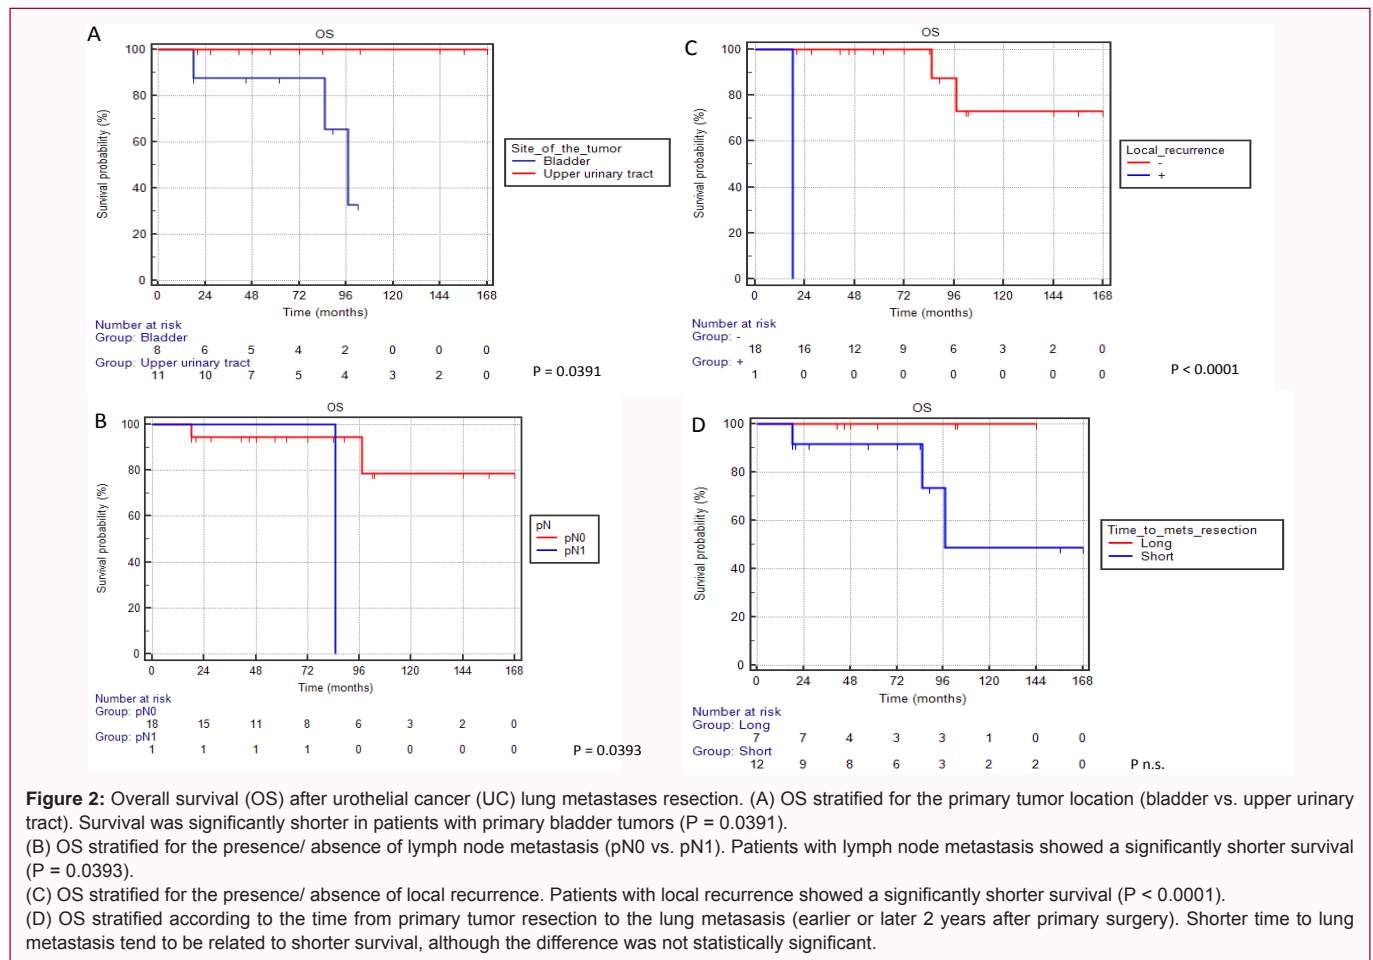 A
OS
Survival probability (%)
100
80
60
40
20
0
0 24 48 72 96 120 144 168
Time (months)
Site_of_the_tumor
Bladder
Upper urinary tract
Number at risk
Group: Bladder
8 6 5 4 2 0 0 0
Group: Upper urinary tract
11 10 7 5 4 3 2 0
P = 0.0391
C
OS
Survival probability (%)
100
80
60
40
20
0
0 24 48 72 96 120 144 168
Time (months)
Local_recurrence
-
+
Number at risk
Group: -
18 16 12 9 6 3 2 0
Group: +
1 0 0 0 0 0 0 0
P < 0.0001
B
OS
Survival probability (%)
100
80
60
40
20
0
0 24 48 72 96 120 144 168
Time (months)
pN
pN0
pN1
Number at risk
Group: pN0
18 15 11 8 6 3 2 0
Group: pN1
1 1 1 1 0 0 0 0
P = 0.0393
D
OS
Survival probability (%)
100
80
60
40
20
0
0 24 48 72 96 120 144 168
Time (months)
Time_to_mets_resection
Long
Short
Number at risk
Group: Long
7 7 4 3 3 1 0 0
Group: Short
12 9 8 6 3 2 2 0
P n.s.
Figure 2: Overall survival (OS) after urothelial cancer (UC) lung metastases resection. (A) OS stratified for the primary tumor location (bladder vs. upper urinary
tract). Survival was significantly shorter in patients with primary bladder tumors (P = 0.0391).
(B) OS stratified for the presence/ absence of lymph node metastasis (pN0 vs. pN1). Patients with lymph node metastasis showed a significantly shorter survival
(P = 0.0393).
(C) OS stratified for the presence/ absence of local recurrence. Patients with local recurrence showed a significantly shorter survival (P < 0.0001).
(D) OS stratified according to the time from primary tumor resection to the lung metasasis (earlier or later 2 years after primary surgery). Shorter time to lung
metastasis tend to be related to shorter survival, although the difference was not statistically significant.